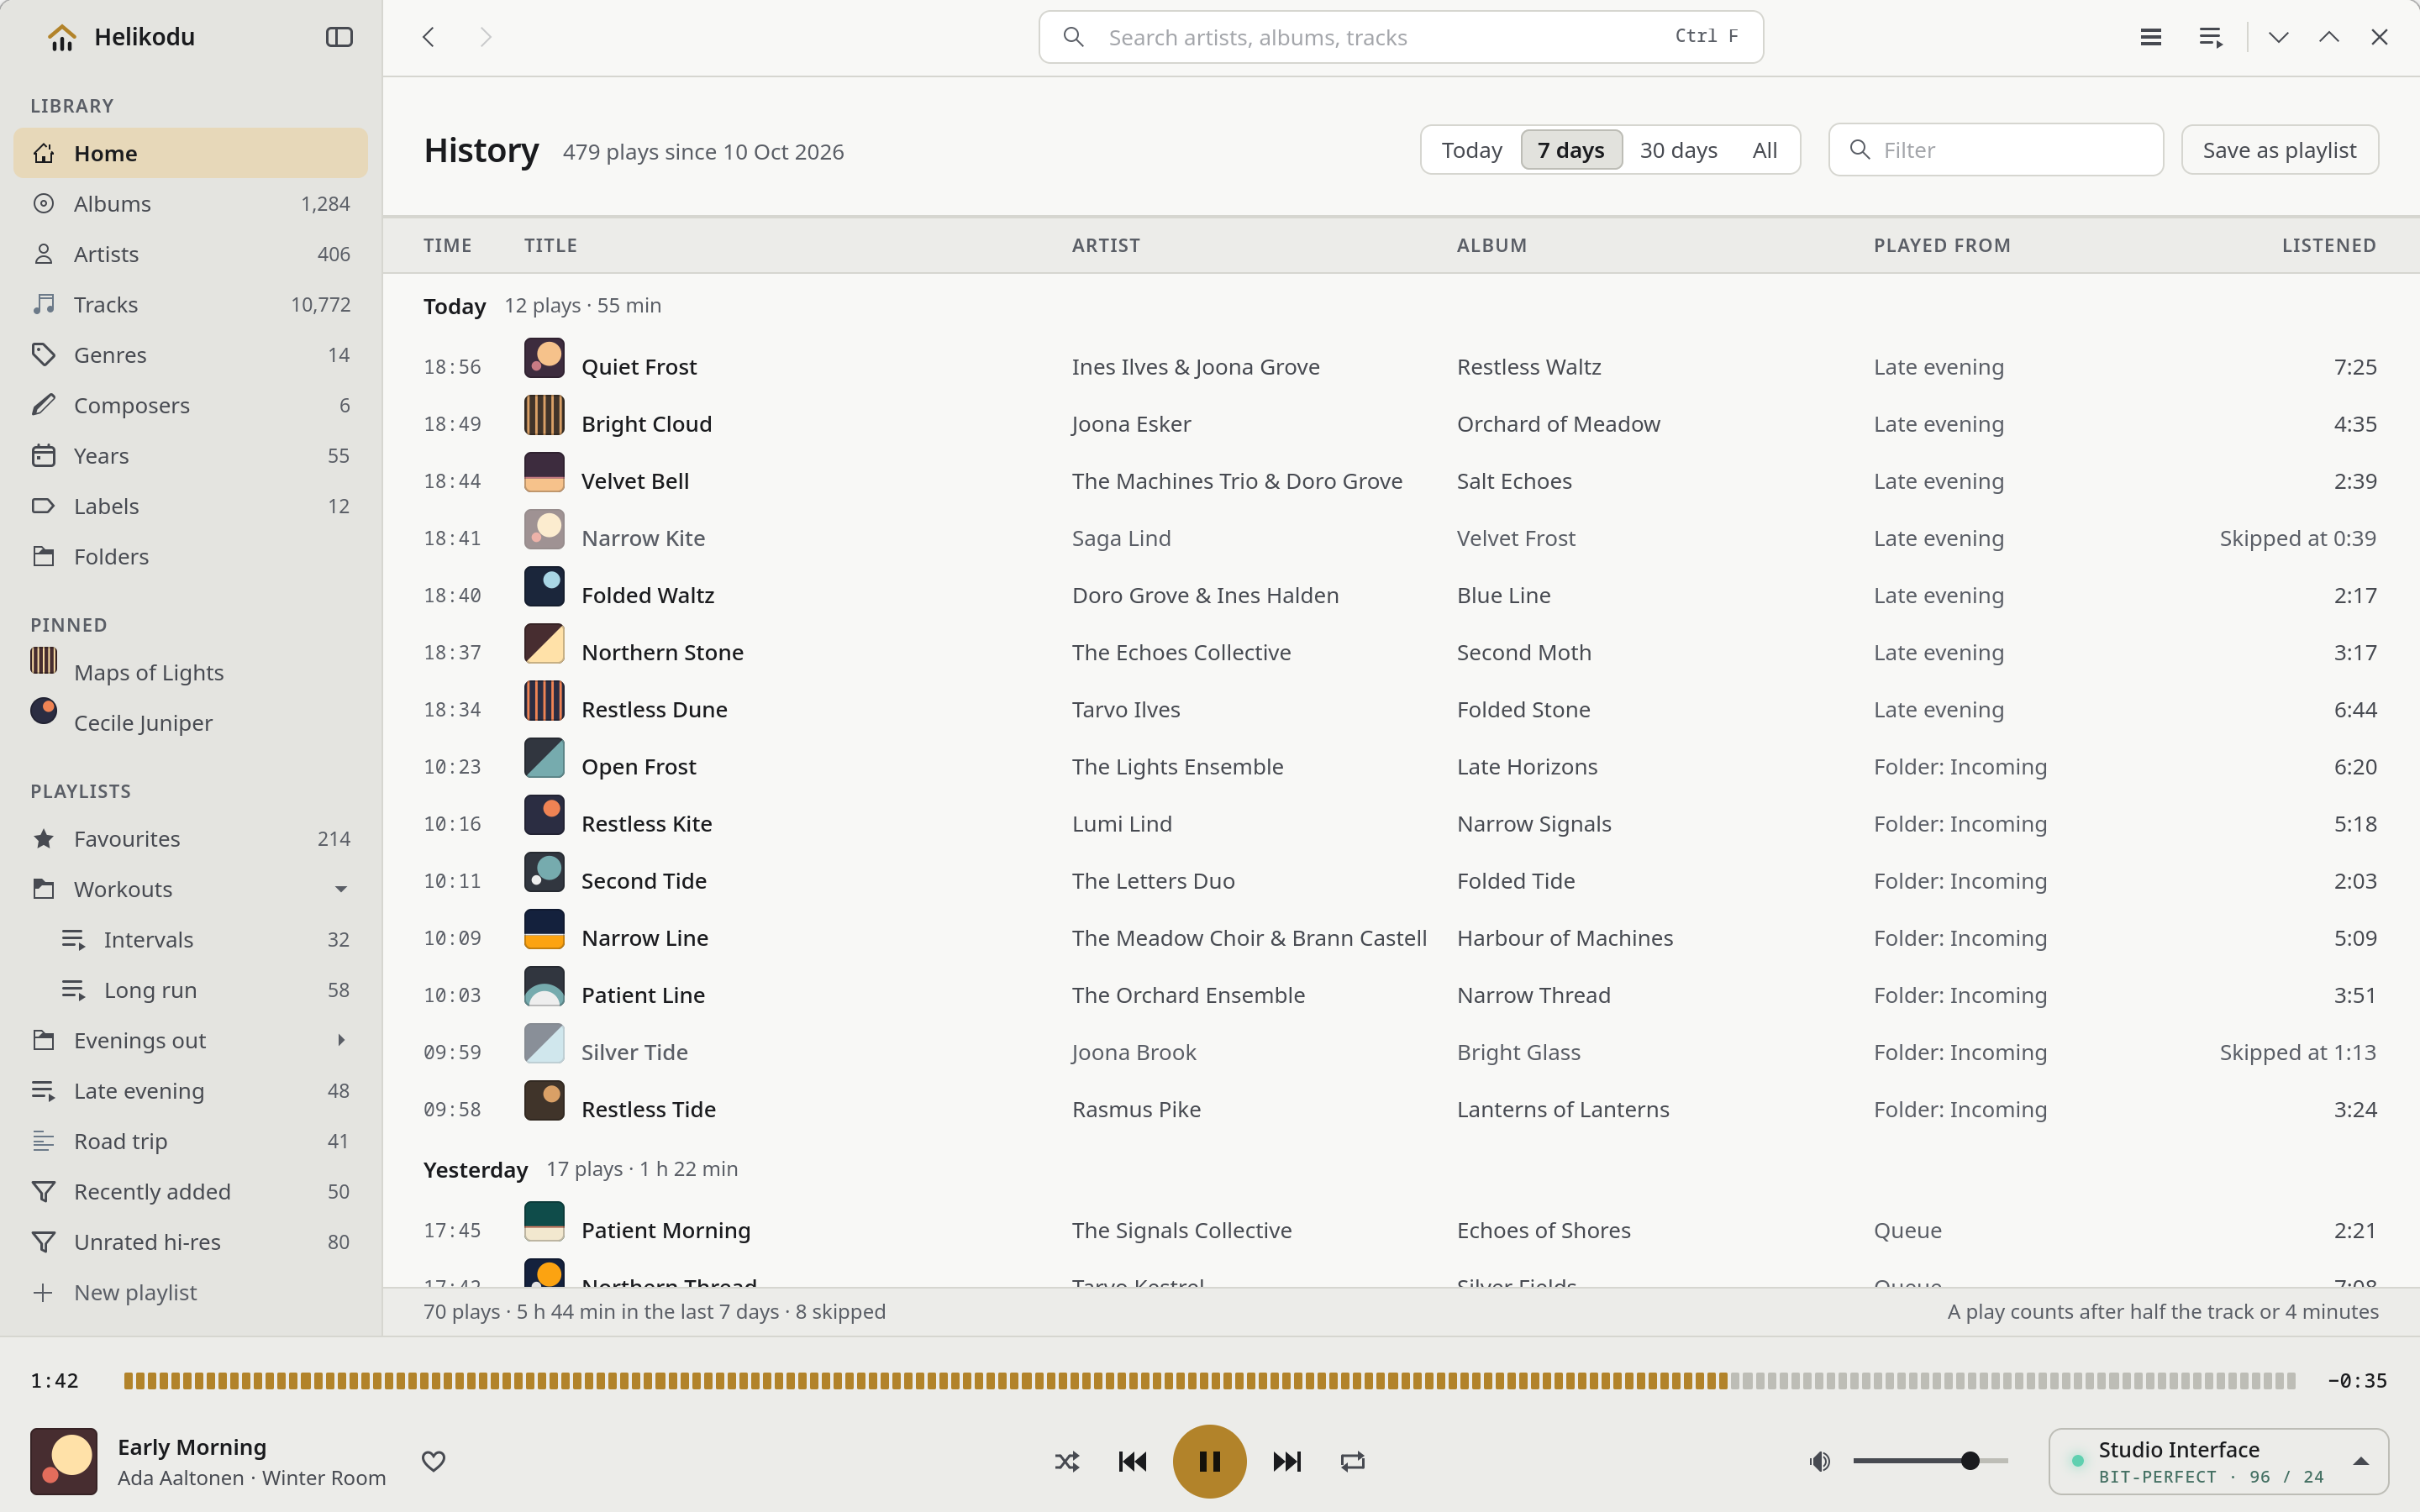 Helikodu
Search artists, albums, tracks
Ctrl F
LIBRARY
Home
Albums 1,284
Artists 406
Tracks 10,772
Genres 14
Composers 6
Years 55
Labels 12
Folders
PINNED
Maps of Lights
Cecile Juniper
PLAYLISTS
Favourites 214
Workouts
Intervals 32
Long run 58
Evenings out
Late evening 48
Road trip 41
Recently added 50
Unrated hi-res 80
New playlist
History 479 plays since 10 Oct 2026
Today 7 days 30 days All
Filter
Save as playlist
TIME TITLE ARTIST ALBUM PLAYED FROM LISTENED
Today 12 plays · 55 min
18:56 Quiet Frost Ines Ilves & Joona Grove Restless Waltz Late evening 7:25
18:49 Bright Cloud Joona Esker Orchard of Meadow Late evening 4:35
18:44 Velvet Bell The Machines Trio & Doro Grove Salt Echoes Late evening 2:39
18:41 Narrow Kite Saga Lind Velvet Frost Late evening Skipped at 0:39
18:40 Folded Waltz Doro Grove & Ines Halden Blue Line Late evening 2:17
18:37 Northern Stone The Echoes Collective Second Moth Late evening 3:17
18:34 Restless Dune Tarvo Ilves Folded Stone Late evening 6:44
10:23 Open Frost The Lights Ensemble Late Horizons Folder: Incoming 6:20
10:16 Restless Kite Lumi Lind Narrow Signals Folder: Incoming 5:18
10:11 Second Tide The Letters Duo Folded Tide Folder: Incoming 2:03
10:09 Narrow Line The Meadow Choir & Brann Castell Harbour of Machines Folder: Incoming 5:09
10:03 Patient Line The Orchard Ensemble Narrow Thread Folder: Incoming 3:51
09:59 Silver Tide Joona Brook Bright Glass Folder: Incoming Skipped at 1:13
09:58 Restless Tide Rasmus Pike Lanterns of Lanterns Folder: Incoming 3:24
Yesterday 17 plays · 1 h 22 min
17:45 Patient Morning The Signals Collective Echoes of Shores Queue 2:21
17:42 Northern Thread Tarvo Kestrel Silver Fields Queue 7:08
70 plays · 5 h 44 min in the last 7 days · 8 skipped
A play counts after half the track or 4 minutes
1:42
−0:35
Early Morning
Ada Aaltonen · Winter Room
Studio Interface
BIT-PERFECT · 96 / 24